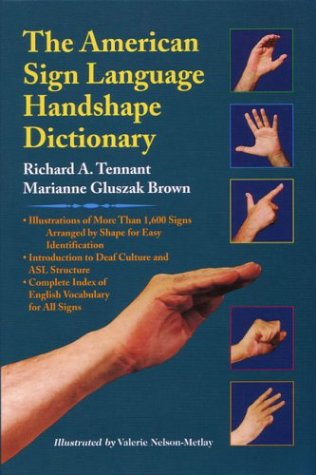 The American
Sign Language
Handshape
Dictionary
Richard A. Tennant
Marianne Gluszak Brown
• Illustrations of More Than 1,600 Signs
Arranged by Shape for Easy
Identification
• Introduction to Deaf Culture and
ASL Structure
• Complete Index of
English Vocabulary
for All Signs
Illustrated by Valerie Nelson-Metlay